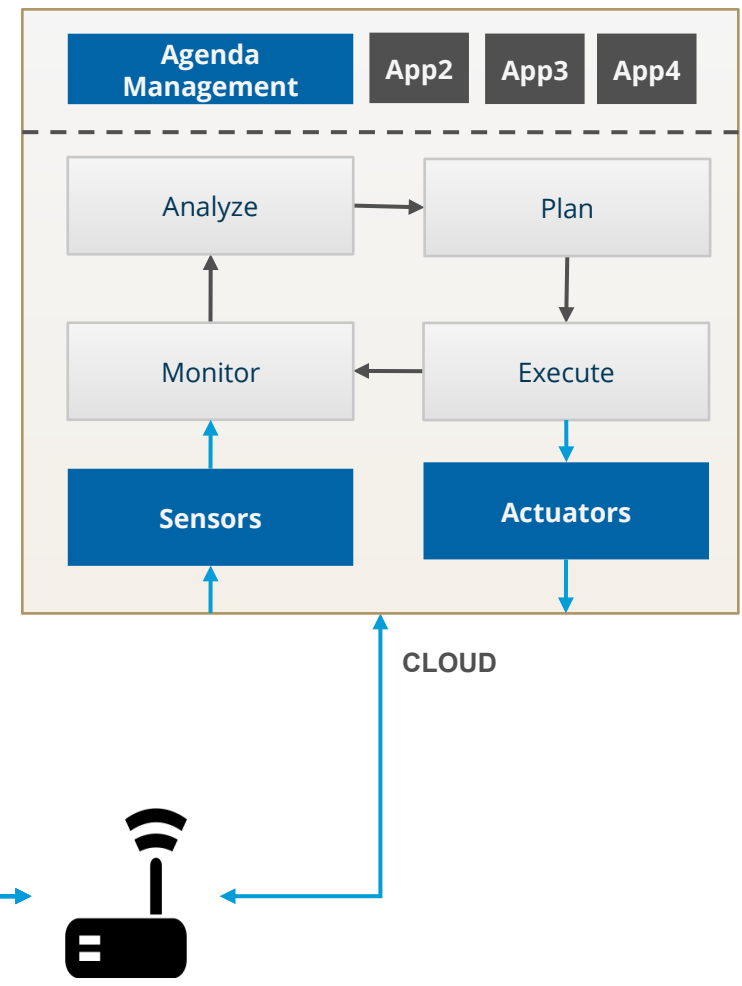 Agenda
Management
App2
App3
App4
Analyze
Plan
Monitor
Execute
Sensors
Actuators
CLOUD